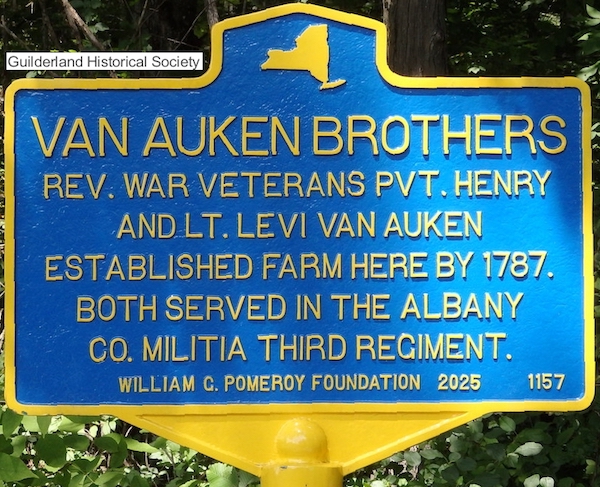 Guilderland Historical Society
VAN AUKEN BROTHERS
REV. WAR VETERANS PVT. HENRY
AND LT. LEVI VAN AUKEN
ESTABLISHED FARM HERE BY 1787.
BOTH SERVED IN THE ALBANY
CO. MILITIA THIRD REGIMENT.
WILLIAM G. POMEROY FOUNDATION 2025 1157